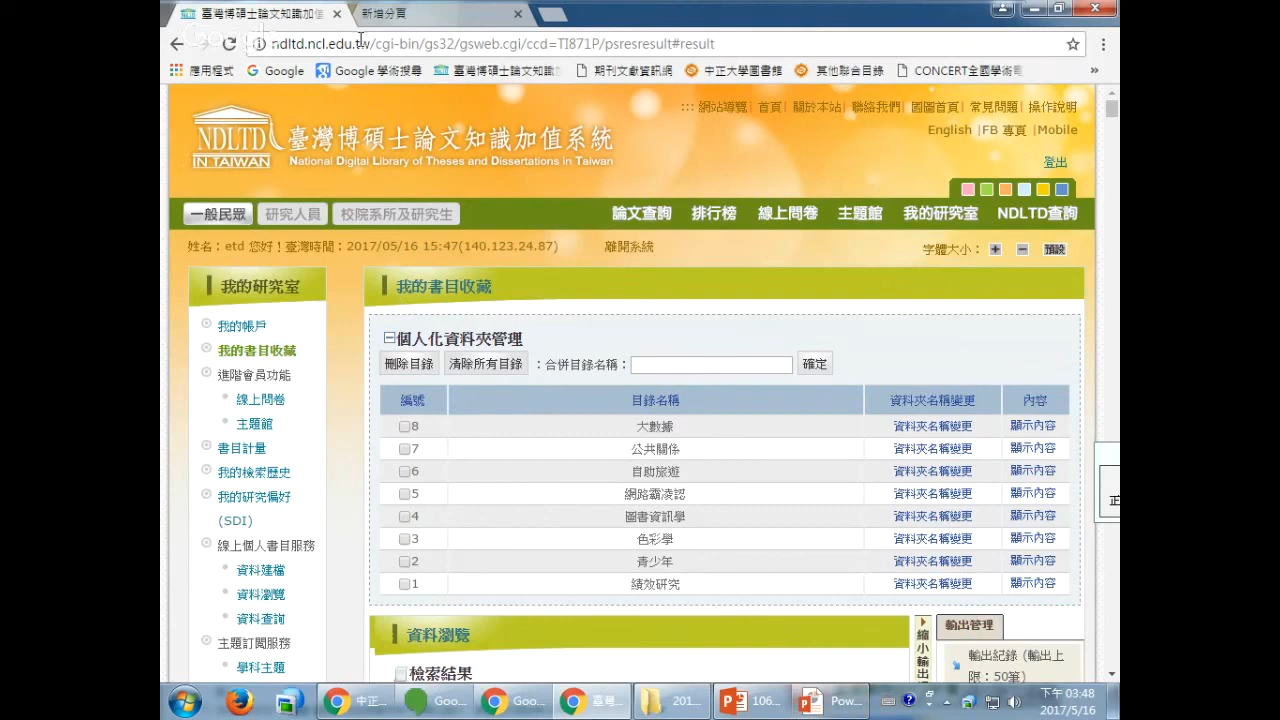 臺灣博碩士論文知識加值
新增分頁
ndltd.ncl.edu.tw/cgi-bin/gs32/gsweb.cgi/ccd=TI871P/psresresult#result
應用程式
Google
Google 學術搜尋
臺灣博碩士論文知識
期刊文獻資訊網
中正大學圖書館
其他聯合目錄
CONCERT全國學術
»
NDLTD
IN TAIWAN
臺灣博碩士論文知識加值系統
National Digital Library of Theses and Dissertations in Taiwan
::: 網站導覽| 首頁| 關於本站| 聯絡我們| 國圖首頁| 常見問題| 操作說明
English |FB 專頁 |Mobile
登出
一般民眾
研究人員
校院系所及研究生
論文查詢
排行榜
線上問卷
主題館
我的研究室
NDLTD查詢
姓名：etd 您好！臺灣時間：2017/05/16 15:47(140.123.24.87)
離開系統
字體大小： + － 預設
我的研究室
我的帳戶
我的書目收藏
進階會員功能
線上問卷
主題館
書目計量
我的檢索歷史
我的研究偏好
(SDI)
線上個人書目服務
資料建檔
資料瀏覽
資料查詢
主題訂閱服務
學科主題
我的書目收藏
個人化資料夾管理
刪除目錄 清除所有目錄 ：合併目錄名稱： 確定
編號 目錄名稱 資料夾名稱變更 內容
8 大數據 資料夾名稱變更 顯示內容
7 公共關係 資料夾名稱變更 顯示內容
6 自助旅遊 資料夾名稱變更 顯示內容
5 網路霸凌認 資料夾名稱變更 顯示內容
4 圖書資訊學 資料夾名稱變更 顯示內容
3 色彩學 資料夾名稱變更 顯示內容
2 青少年 資料夾名稱變更 顯示內容
1 績效研究 資料夾名稱變更 顯示內容
資料瀏覽
檢索結果
縮小輸出
輸出管理
輸出紀錄 (輸出上
限：50筆)
正
中正...
Goo...
Goo...
臺灣...
201...
106...
Pow...
下午 03:48
2017/5/16